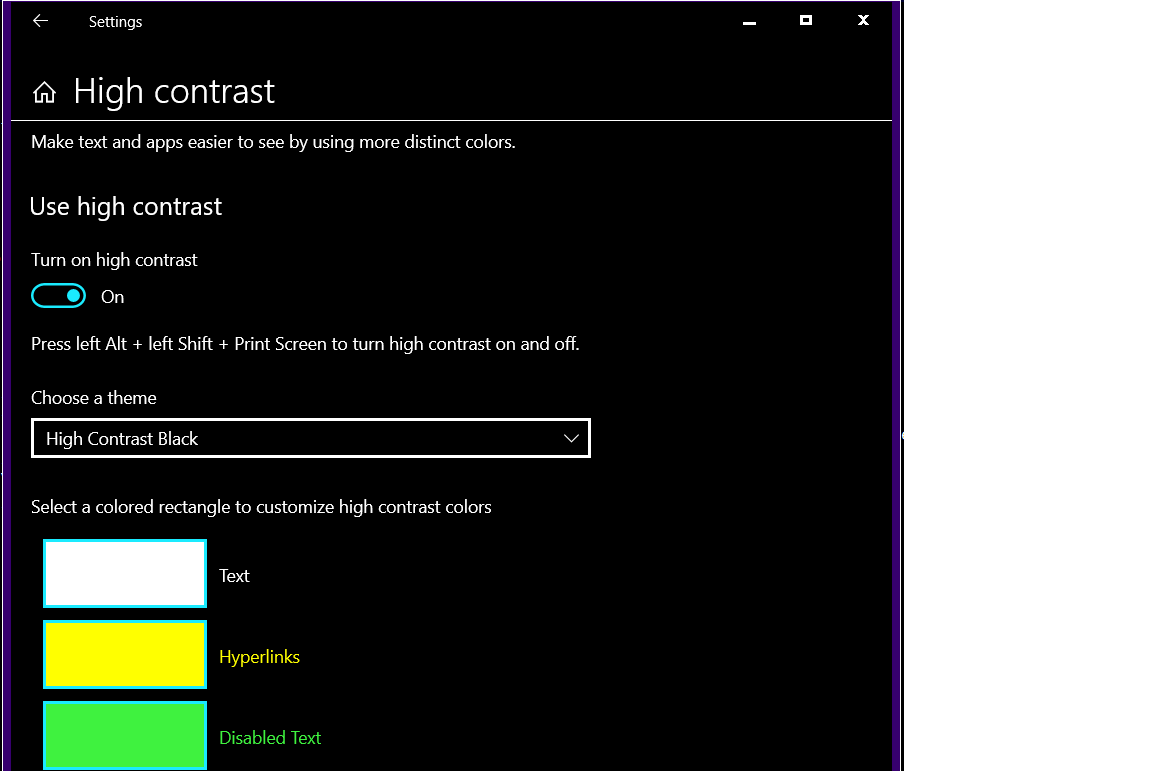 Settings
High contrast
Make text and apps easier to see by using more distinct colors.
Use high contrast
Turn on high contrast
On
Press left Alt + left Shift + Print Screen to turn high contrast on and off.
Choose a theme
High Contrast Black
Select a colored rectangle to customize high contrast colors
Text
Hyperlinks
Disabled Text